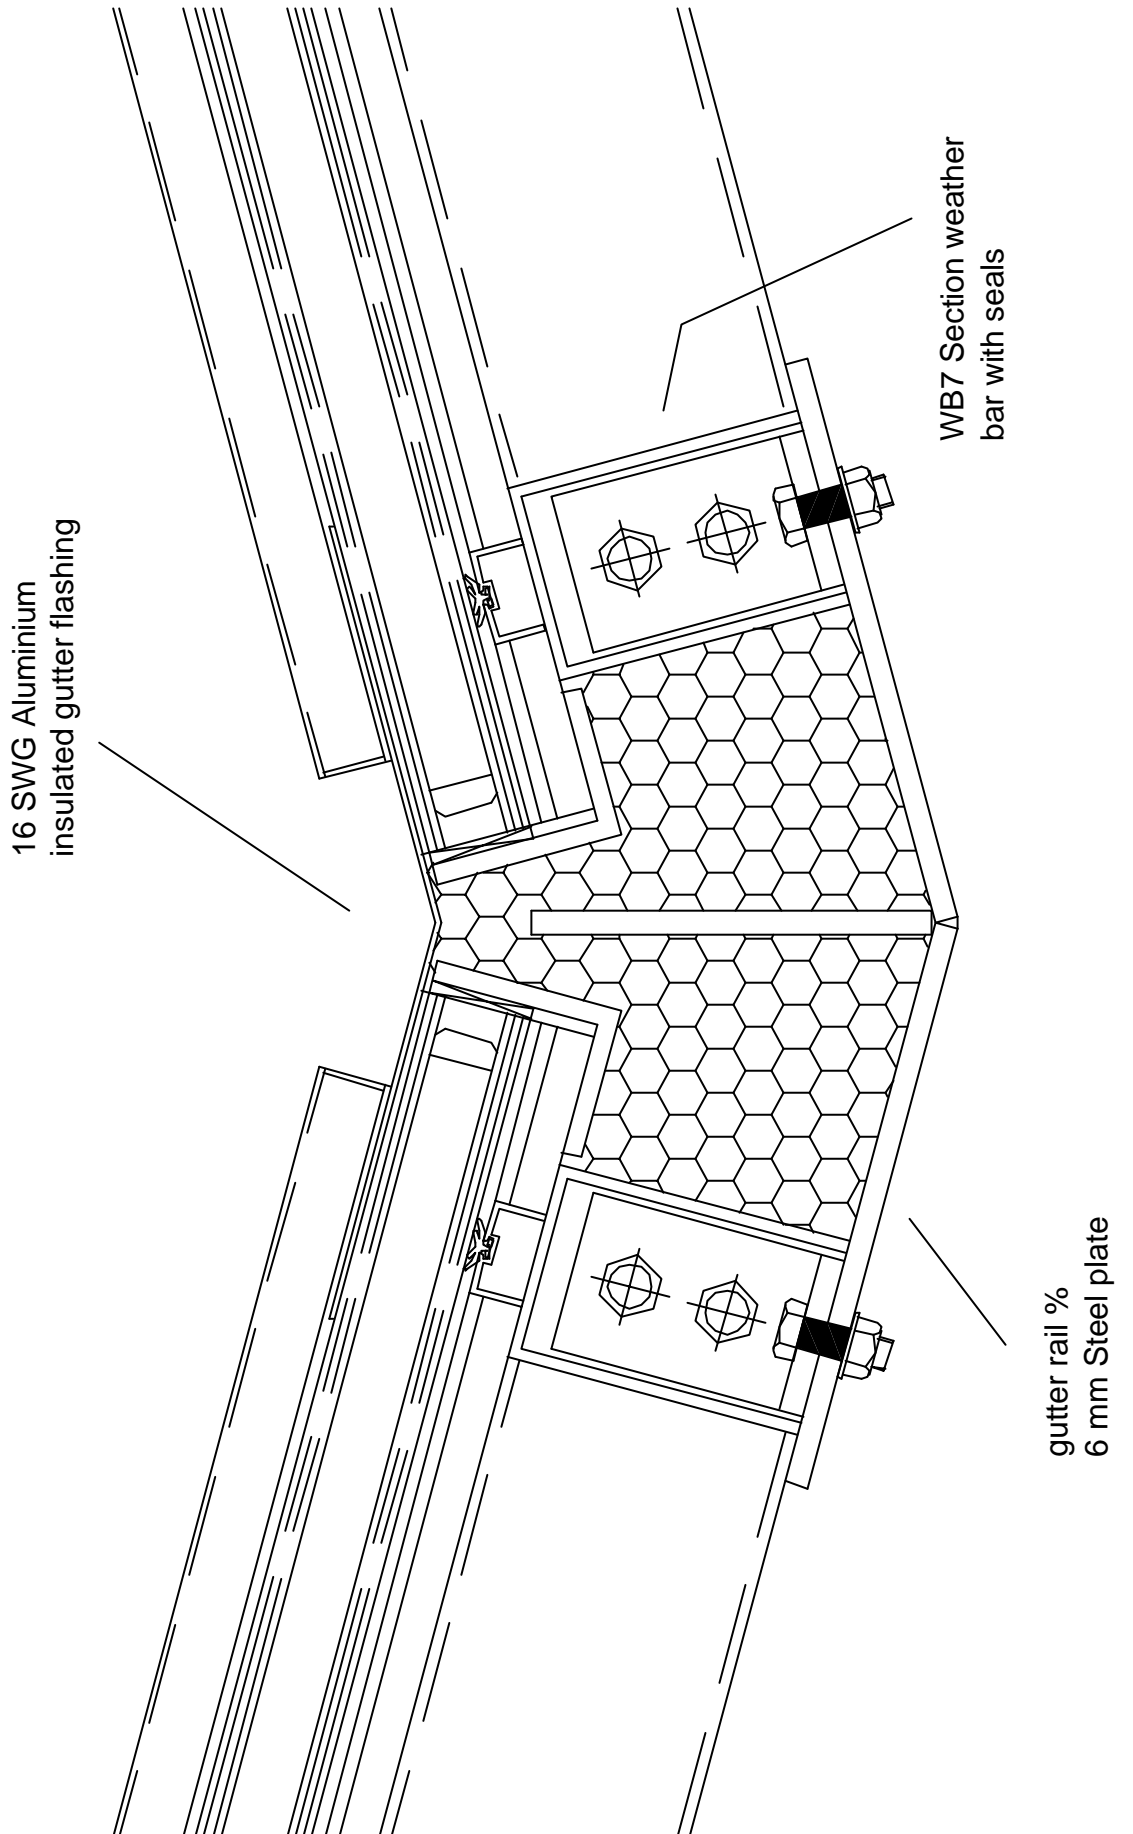 16 SWG Aluminium
insulated gutter flashing
WB7 Section weather
bar with seals
gutter rail %
6 mm Steel plate